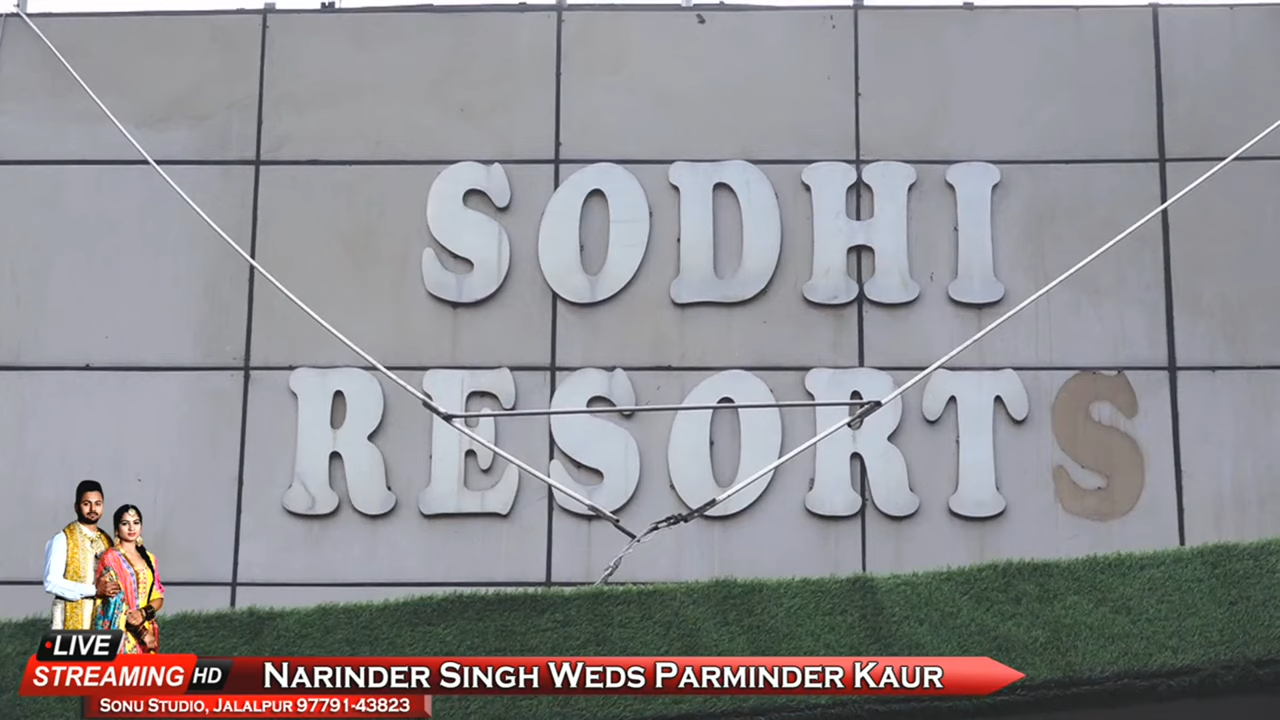 SODHI
RESORTS
LIVE
STREAMING HD
NARINDER SINGH WEDS PARMINDER KAUR
SONU STUDIO, JALALPUR 97791-43823